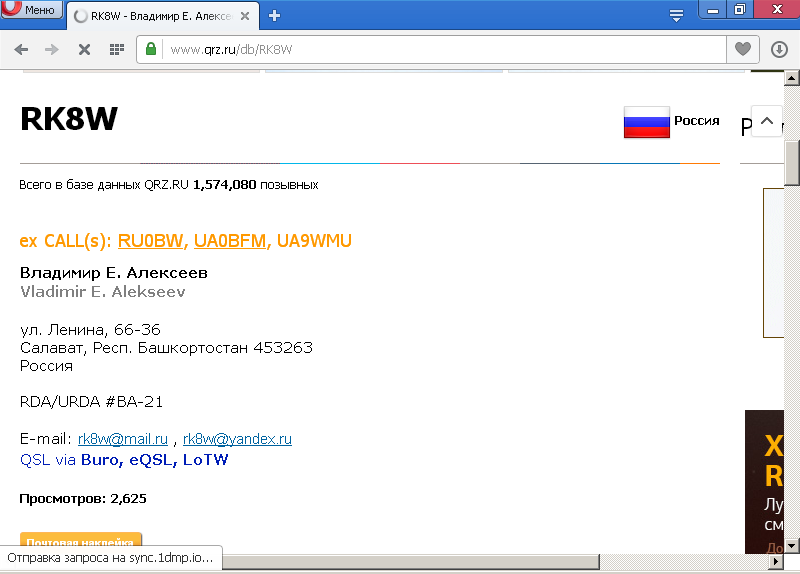 Меню
RK8W - Владимир Е. Алексе
www.qrz.ru/db/RK8W
RK8W
Россия
Всего в базе данных QRZ.RU 1,574,080 позывных
ex CALL(s): RU0BW, UA0BFM, UA9WMU
Владимир Е. Алексеев
Vladimir E. Alekseev
ул. Ленина, 66-36
Салават, Респ. Башкортостан 453263
Россия
RDA/URDA #BA-21
E-mail: rk8w@mail.ru , rk8w@yandex.ru
QSL via Buro, eQSL, LoTW
Просмотров: 2,625
Почтовая наклейка
X
R
Лу
см
До
Отправка запроса на sync.1dmp.io...